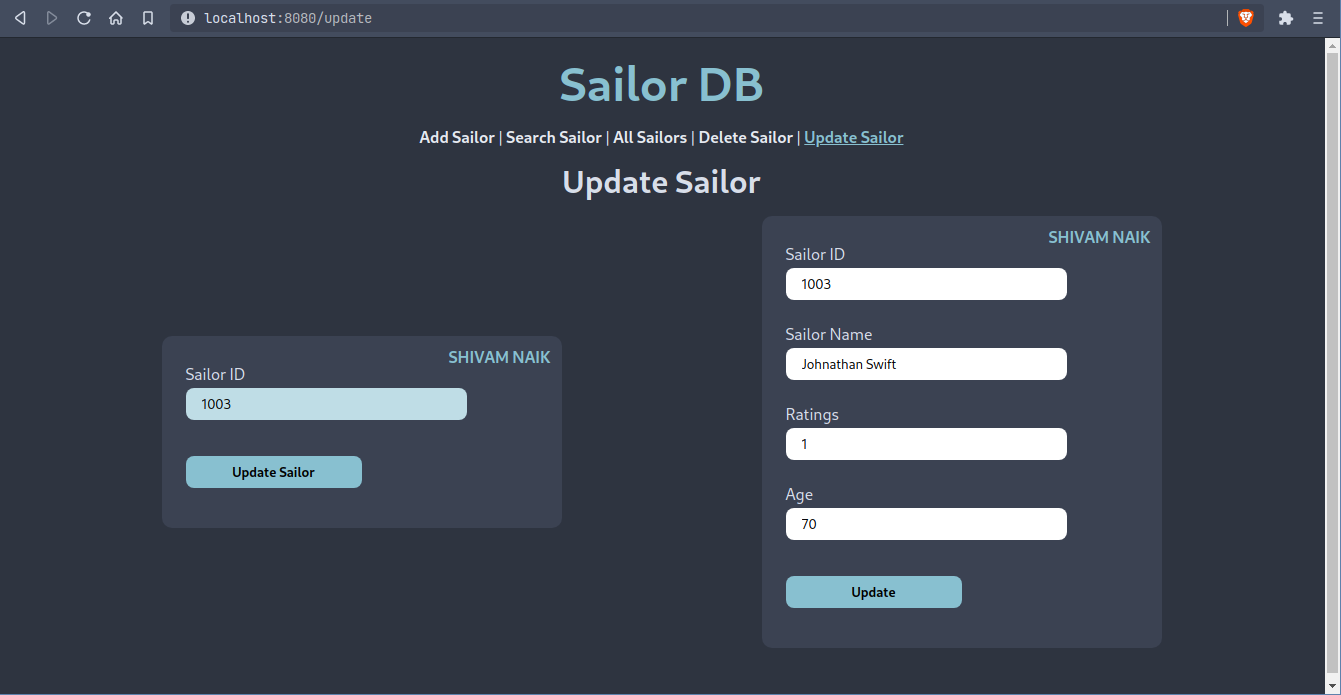 localhost:8080/update
Sailor DB
Add Sailor | Search Sailor | All Sailors | Delete Sailor | Update Sailor
Update Sailor
SHIVAM NAIK
Sailor ID
1003
Update Sailor
SHIVAM NAIK
Sailor ID
1003
Sailor Name
Johnathan Swift
Ratings
1
Age
70
Update